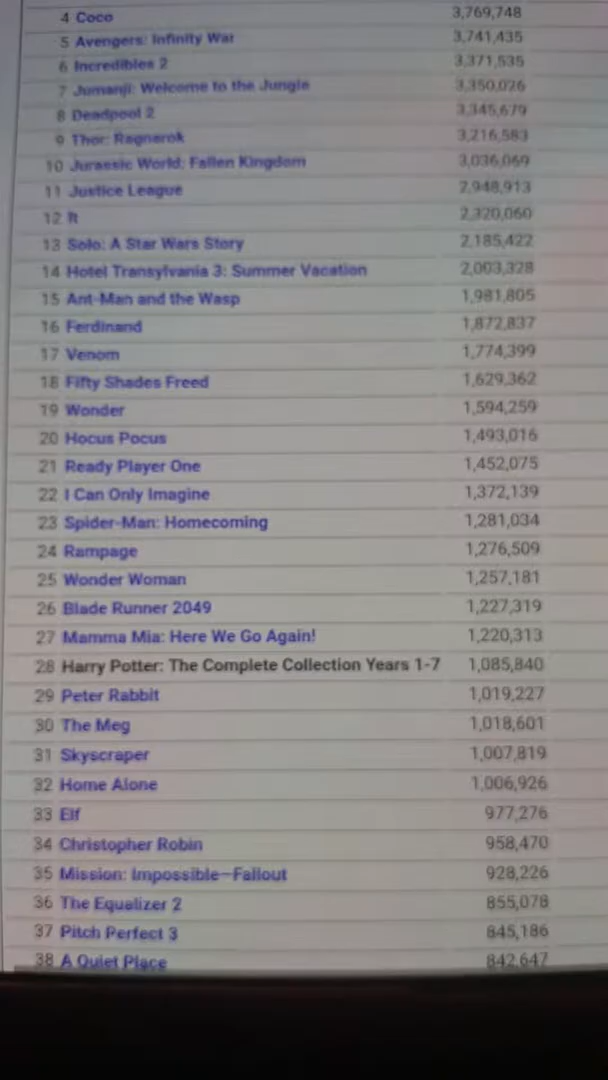 4 Coco 3,769,748
5 Avengers: Infinity War 3,741,435
6 Incredibles 2 3,371,535
7 Jumanji: Welcome to the Jungle 3,350,026
8 Deadpool 2 3,345,679
9 Thor: Ragnarok 3,216,583
10 Jurassic World: Fallen Kingdom 3,036,069
11 Justice League 2,948,913
12 It 2,320,060
13 Solo: A Star Wars Story 2,185,422
14 Hotel Transylvania 3: Summer Vacation 2,003,328
15 Ant-Man and the Wasp 1,981,805
16 Ferdinand 1,872,837
17 Venom 1,774,399
18 Fifty Shades Freed 1,629,362
19 Wonder 1,594,259
20 Hocus Pocus 1,493,016
21 Ready Player One 1,452,075
22 I Can Only Imagine 1,372,139
23 Spider-Man: Homecoming 1,281,034
24 Rampage 1,276,509
25 Wonder Woman 1,257,181
26 Blade Runner 2049 1,227,319
27 Mamma Mia: Here We Go Again! 1,220,313
28 Harry Potter: The Complete Collection Years 1-7 1,085,840
29 Peter Rabbit 1,019,227
30 The Meg 1,018,601
31 Skyscraper 1,007,819
32 Home Alone 1,006,926
33 Elf 977,276
34 Christopher Robin 958,470
35 Mission: Impossible—Fallout 928,226
36 The Equalizer 2 855,078
37 Pitch Perfect 3 845,186
38 A Quiet Place 842,647